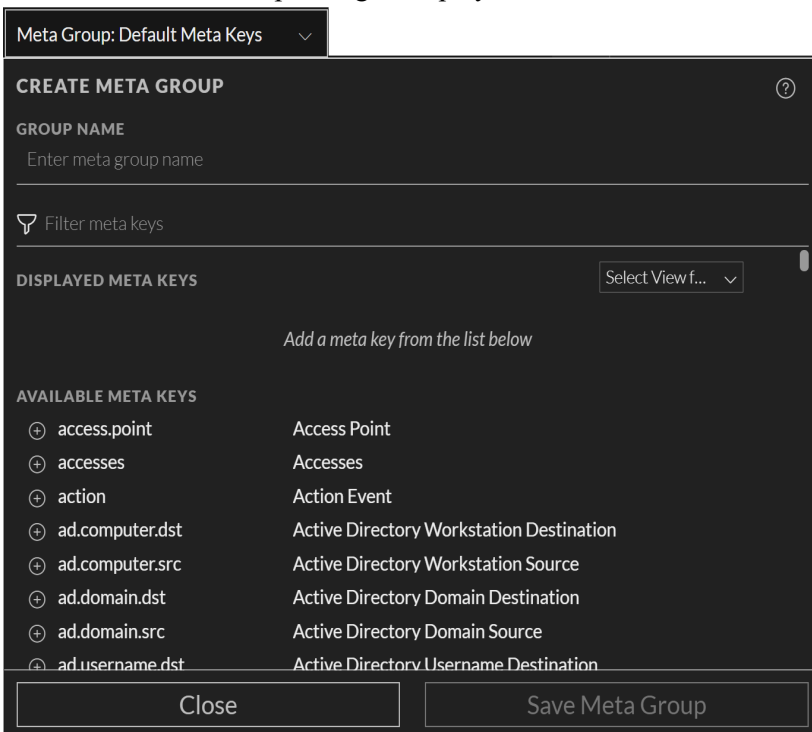 Meta Group: Default Meta Keys
CREATE META GROUP
GROUP NAME
Enter meta group name
Filter meta keys
DISPLAYED META KEYS Select View f...
Add a meta key from the list below
AVAILABLE META KEYS
access.point Access Point
accesses Accesses
action Action Event
ad.computer.dst Active Directory Workstation Destination
ad.computer.src Active Directory Workstation Source
ad.domain.dst Active Directory Domain Destination
ad.domain.src Active Directory Domain Source
ad.username.dst Active Directory Username Destination
Close Save Meta Group